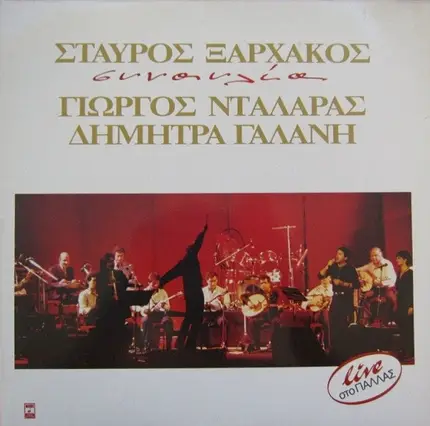 ΣΤΑΥΡΟΣ ΞΑΡΧΑΚΟΣ
συναυλία
ΓΙΩΡΓΟΣ ΝΤΑΛΑΡΑΣ
ΔΗΜΗΤΡΑ ΓΑΛΑΝΗ
live
στο ΠΑΛΛΑΣ